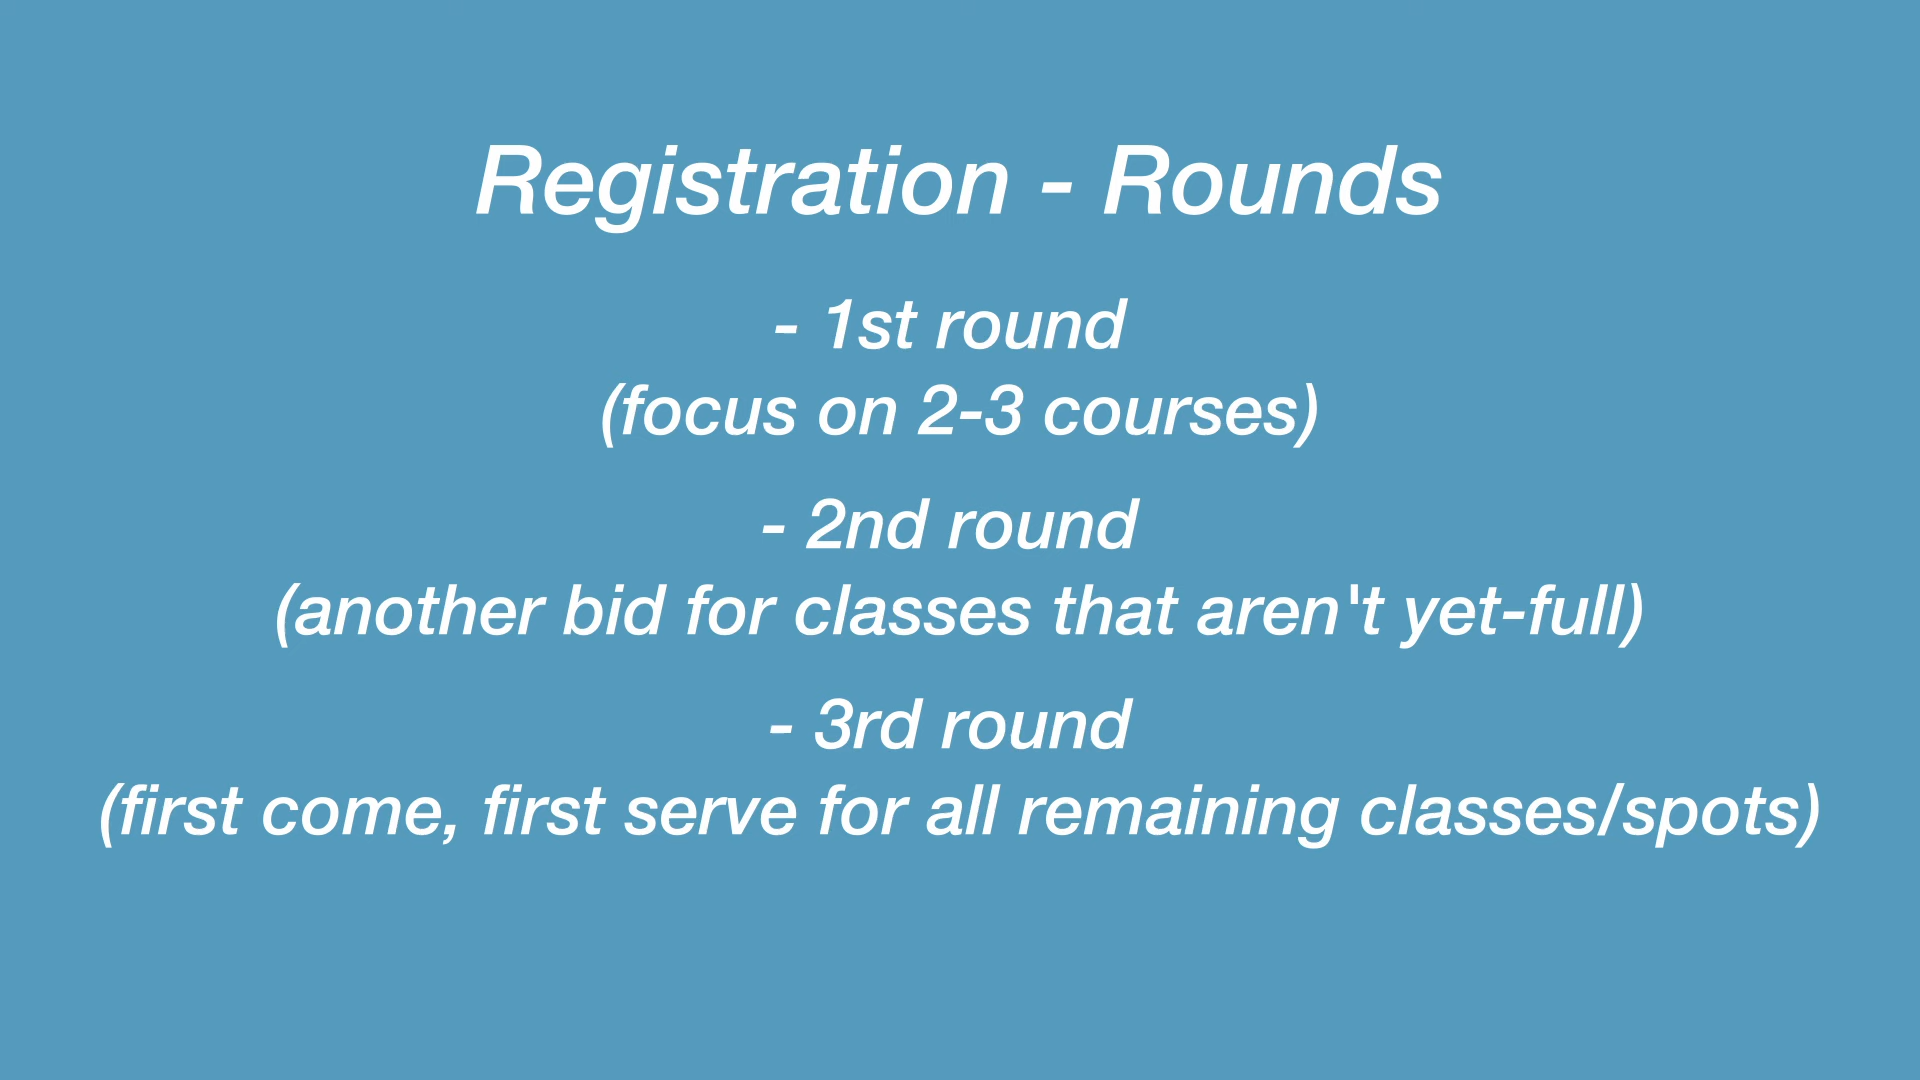 Registration - Rounds
- 1st round
(focus on 2-3 courses)
- 2nd round
(another bid for classes that aren't yet-full)
- 3rd round
(first come, first serve for all remaining classes/spots)